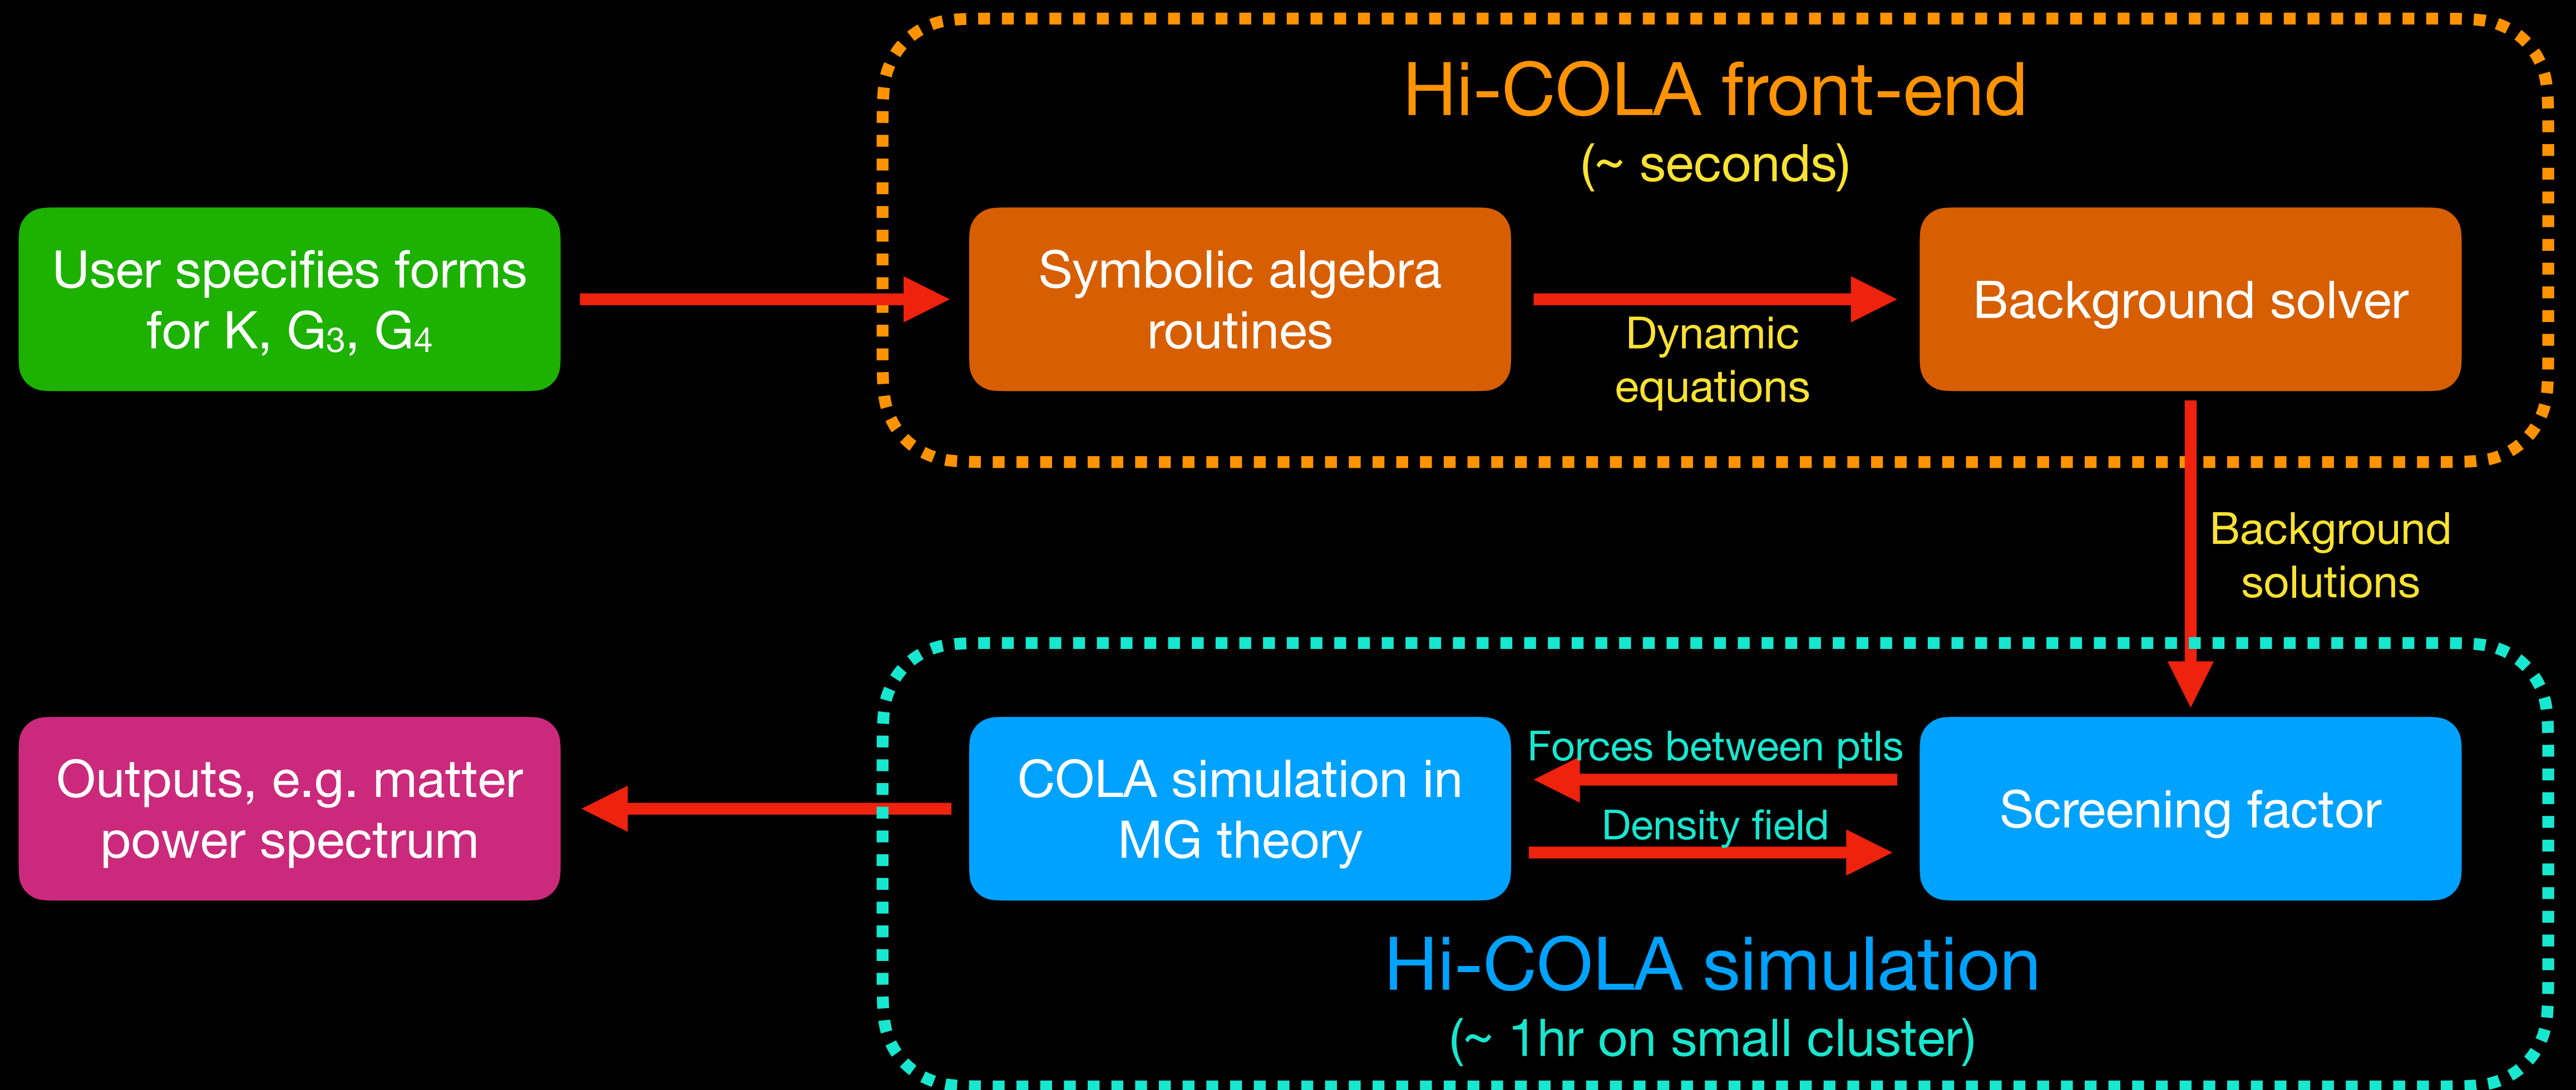 Hi-COLA front-end
(~ seconds)
User specifies forms
for K, G₃, G₄
Symbolic algebra
routines
Dynamic
equations
Background solver
Background
solutions
Outputs, e.g. matter
power spectrum
COLA simulation in
MG theory
Forces between ptls
Density field
Screening factor
Hi-COLA simulation
(~ 1hr on small cluster)